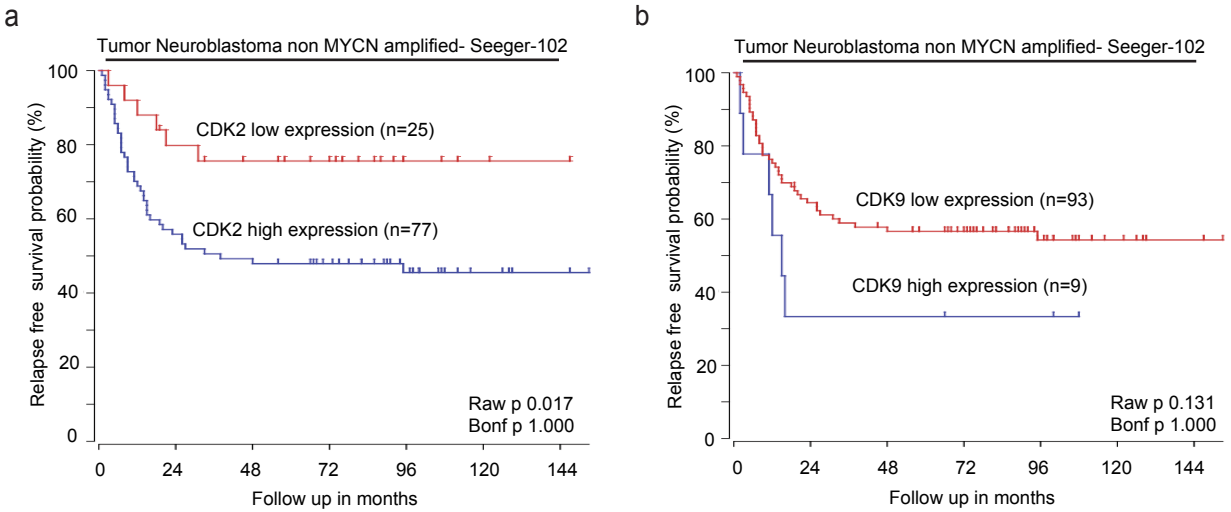 a
Tumor Neuroblastoma non MYCN amplified- Seeger-102
Relapse free survival probability (%)
100
80
60
40
20
0
CDK2 low expression (n=25)
CDK2 high expression (n=77)
Raw p 0.017
Bonf p 1.000
0 24 48 72 96 120 144
Follow up in months
b
Tumor Neuroblastoma non MYCN amplified- Seeger-102
Relapse free survival probability (%)
100
80
60
40
20
0
CDK9 low expression (n=93)
CDK9 high expression (n=9)
Raw p 0.131
Bonf p 1.000
0 24 48 72 96 120 144
Follow up in months